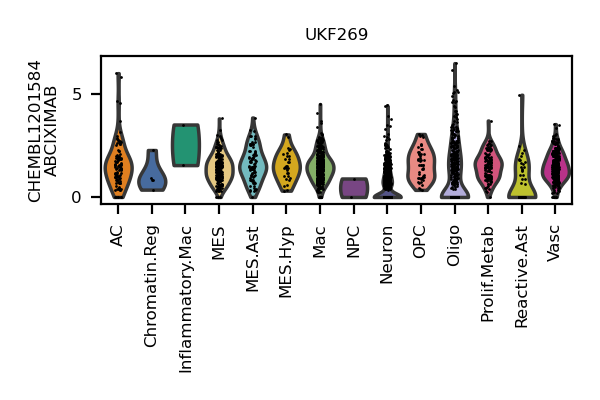 UKF269
CHEMBL1201584
ABCIXIMAB
5
0
AC
Chromatin.Reg
Inflammatory.Mac
MES
MES.Ast
MES.Hyp
Mac
NPC
Neuron
OPC
Oligo
Prolif.Metab
Reactive.Ast
Vasc